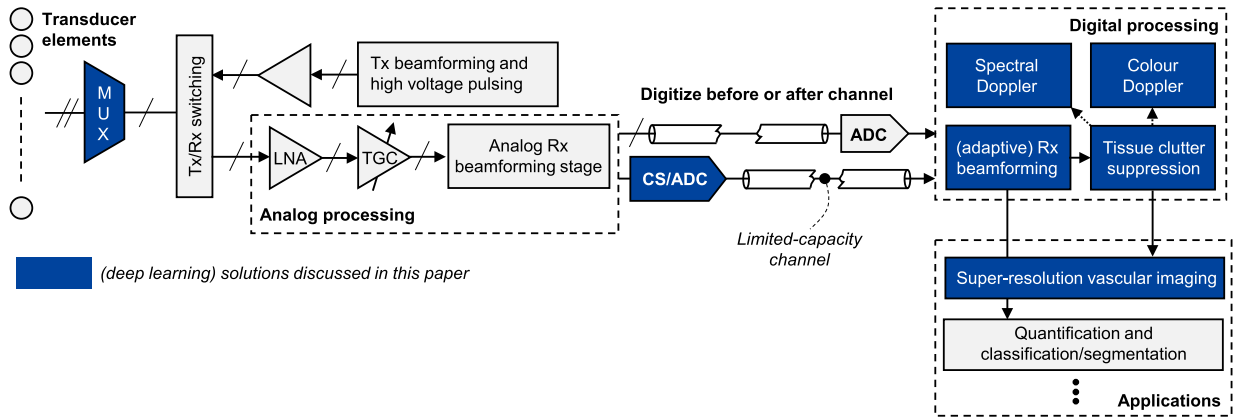 Transducer
elements
M
U
X
Tx/Rx switching
Tx beamforming and
high voltage pulsing
LNA
TGC
Analog Rx
beamforming stage
Analog processing
Digitize before or after channel
ADC
CS/ADC
Limited-capacity
channel
Digital processing
Spectral
Doppler
Colour
Doppler
(adaptive) Rx
beamforming
Tissue clutter
suppression
Super-resolution vascular imaging
Quantification and
classification/segmentation
Applications
(deep learning) solutions discussed in this paper